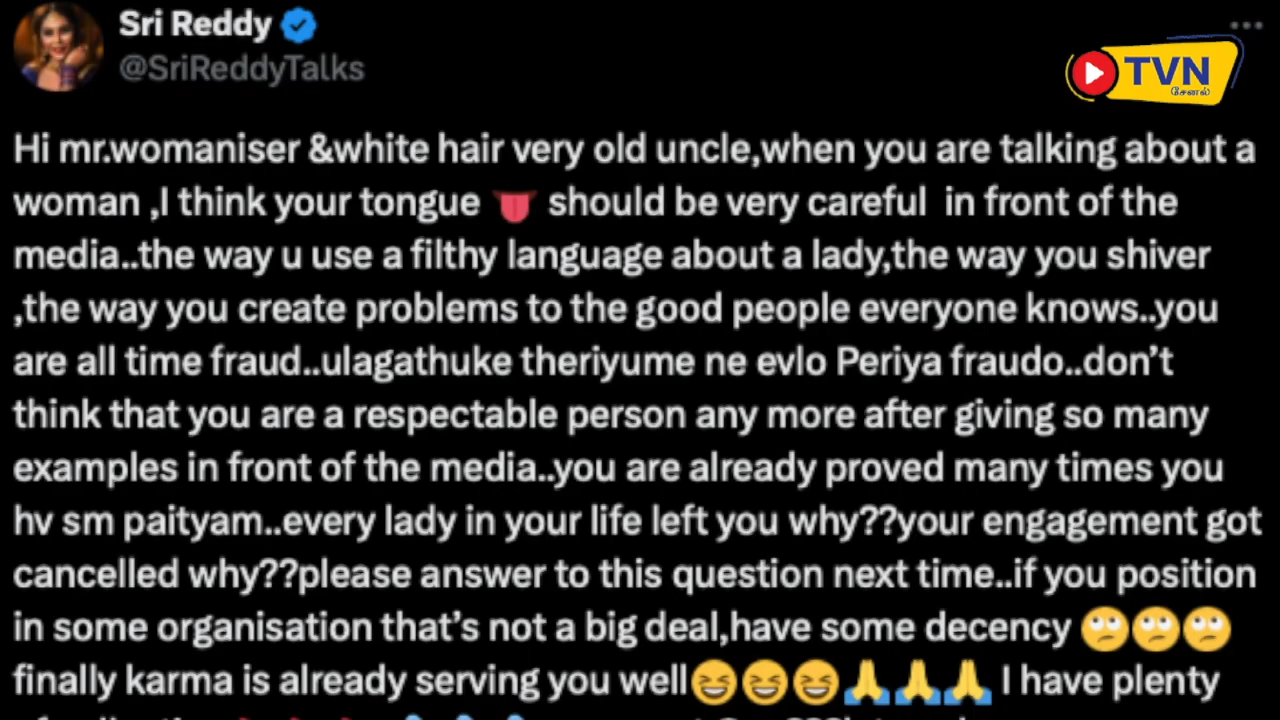 Sri Reddy
@SriReddyTalks
TVN
சேனல்
Hi mr.womaniser &white hair very old uncle,when you are talking about a
woman ,I think your tongue 👅 should be very careful in front of the
media..the way u use a filthy language about a lady,the way you shiver
,the way you create problems to the good people everyone knows..you
are all time fraud..ulagathuke theriyume ne evlo Periya fraudo..don't
think that you are a respectable person any more after giving so many
examples in front of the media..you are already proved many times you
hv sm paityam..every lady in your life left you why??your engagement got
cancelled why??please answer to this question next time..if you position
in some organisation that's not a big deal,have some decency 🙄🙄🙄
finally karma is already serving you well😆😆😆🙏🙏🙏 I have plenty